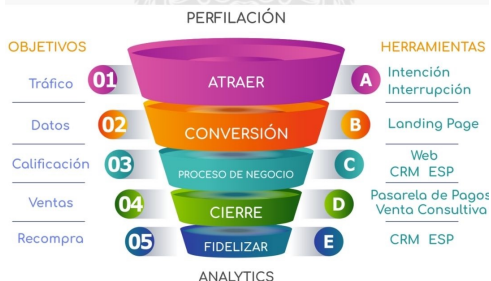 PERFILACIÓN
OBJETIVOS
HERRAMIENTAS
Tráfico
01
ATRAER
A
Intención
Interrupción
Datos
02
CONVERSIÓN
B
Landing Page
Calificación
03
PROCESO DE NEGOCIO
C
Web
CRM ESP
Ventas
04
CIERRE
D
Pasarela de Pagos
Venta Consultiva
Recompra
05
FIDELIZAR
E
CRM ESP
ANALYTICS